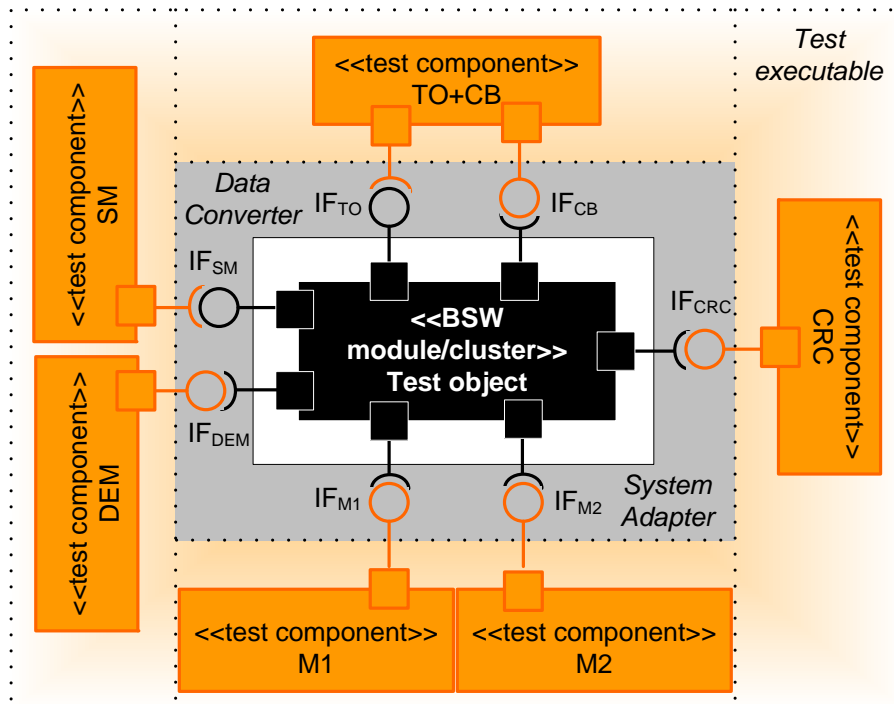 Test
executable
<<test component>>
TO+CB
<<test component>>
SM
Data
Converter
IFTO
IFCB
IFSM
<<BSW
module/cluster>>
Test object
IFCRC
<<test component>>
CRC
<<test component>>
DEM
IFDEM
IFM1
IFM2
System
Adapter
<<test component>>
M1
<<test component>>
M2